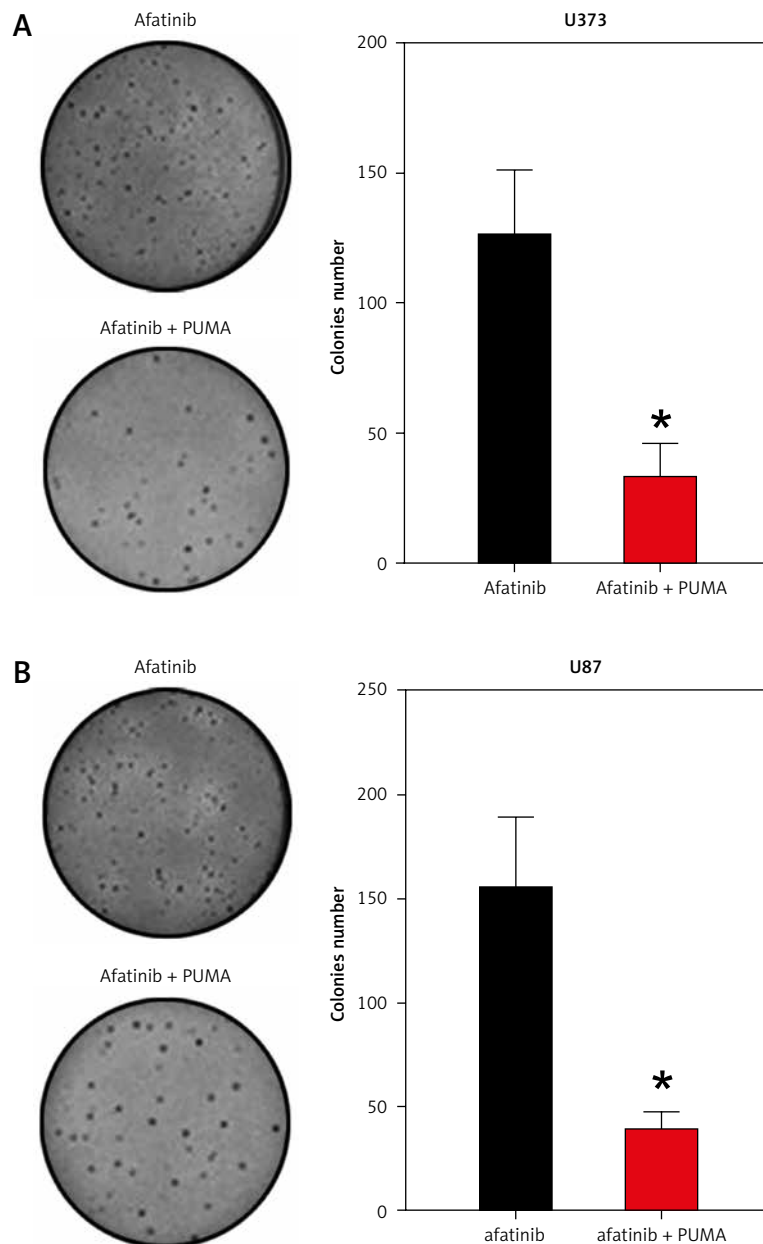 A
Afatinib
Afatinib + PUMA
U373
Colonies number
200
150
100
50
0
*
Afatinib
Afatinib + PUMA
B
Afatinib
Afatinib + PUMA
U87
Colonies number
250
200
150
100
50
0
*
afatinib
afatinib + PUMA